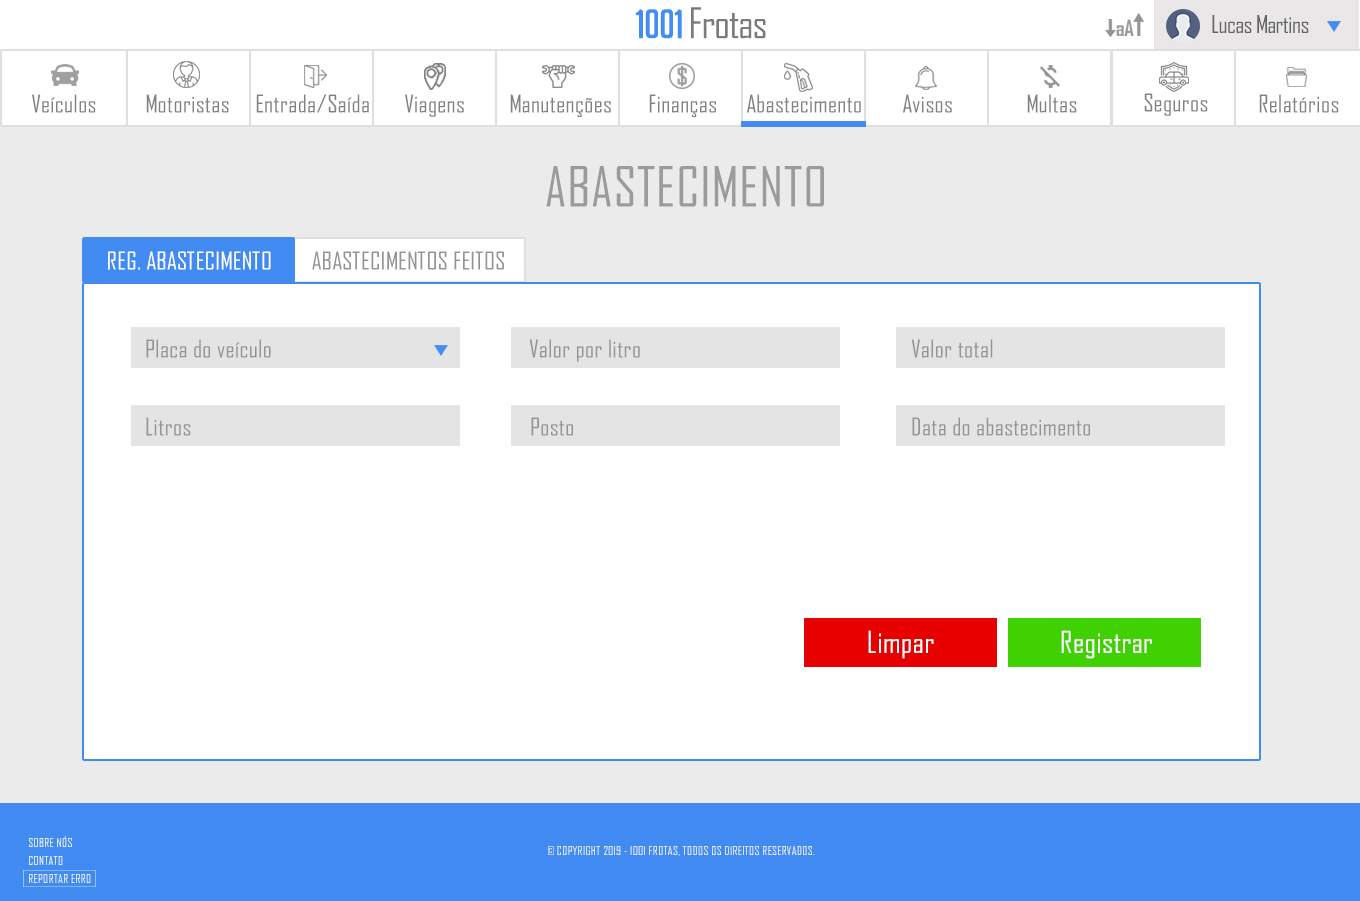 1001 Frotas
aA
Lucas Martins
Veículos
Motoristas
Entrada/Saída
Viagens
Manutenções
Finanças
Abastecimento
Avisos
Multas
Seguros
Relatórios
ABASTECIMENTO
REG. ABASTECIMENTO
ABASTECIMENTOS FEITOS
Placa do veículo
Valor por litro
Valor total
Litros
Posto
Data do abastecimento
Limpar
Registrar
SOBRE NÓS
CONTATO
REPORTAR ERRO
© COPYRIGHT 2019 - 1001 FROTAS, TODOS OS DIREITOS RESERVADOS.